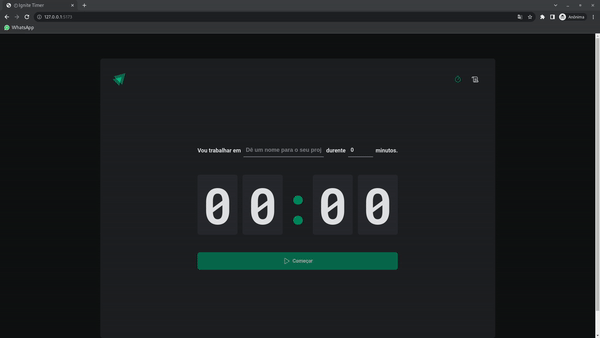 Ignite Timer
127.0.0.1:5173
Anônima
WhatsApp
Vou trabalhar em Dê um nome para o seu proj durente 0 minutos.
00:00
Começar